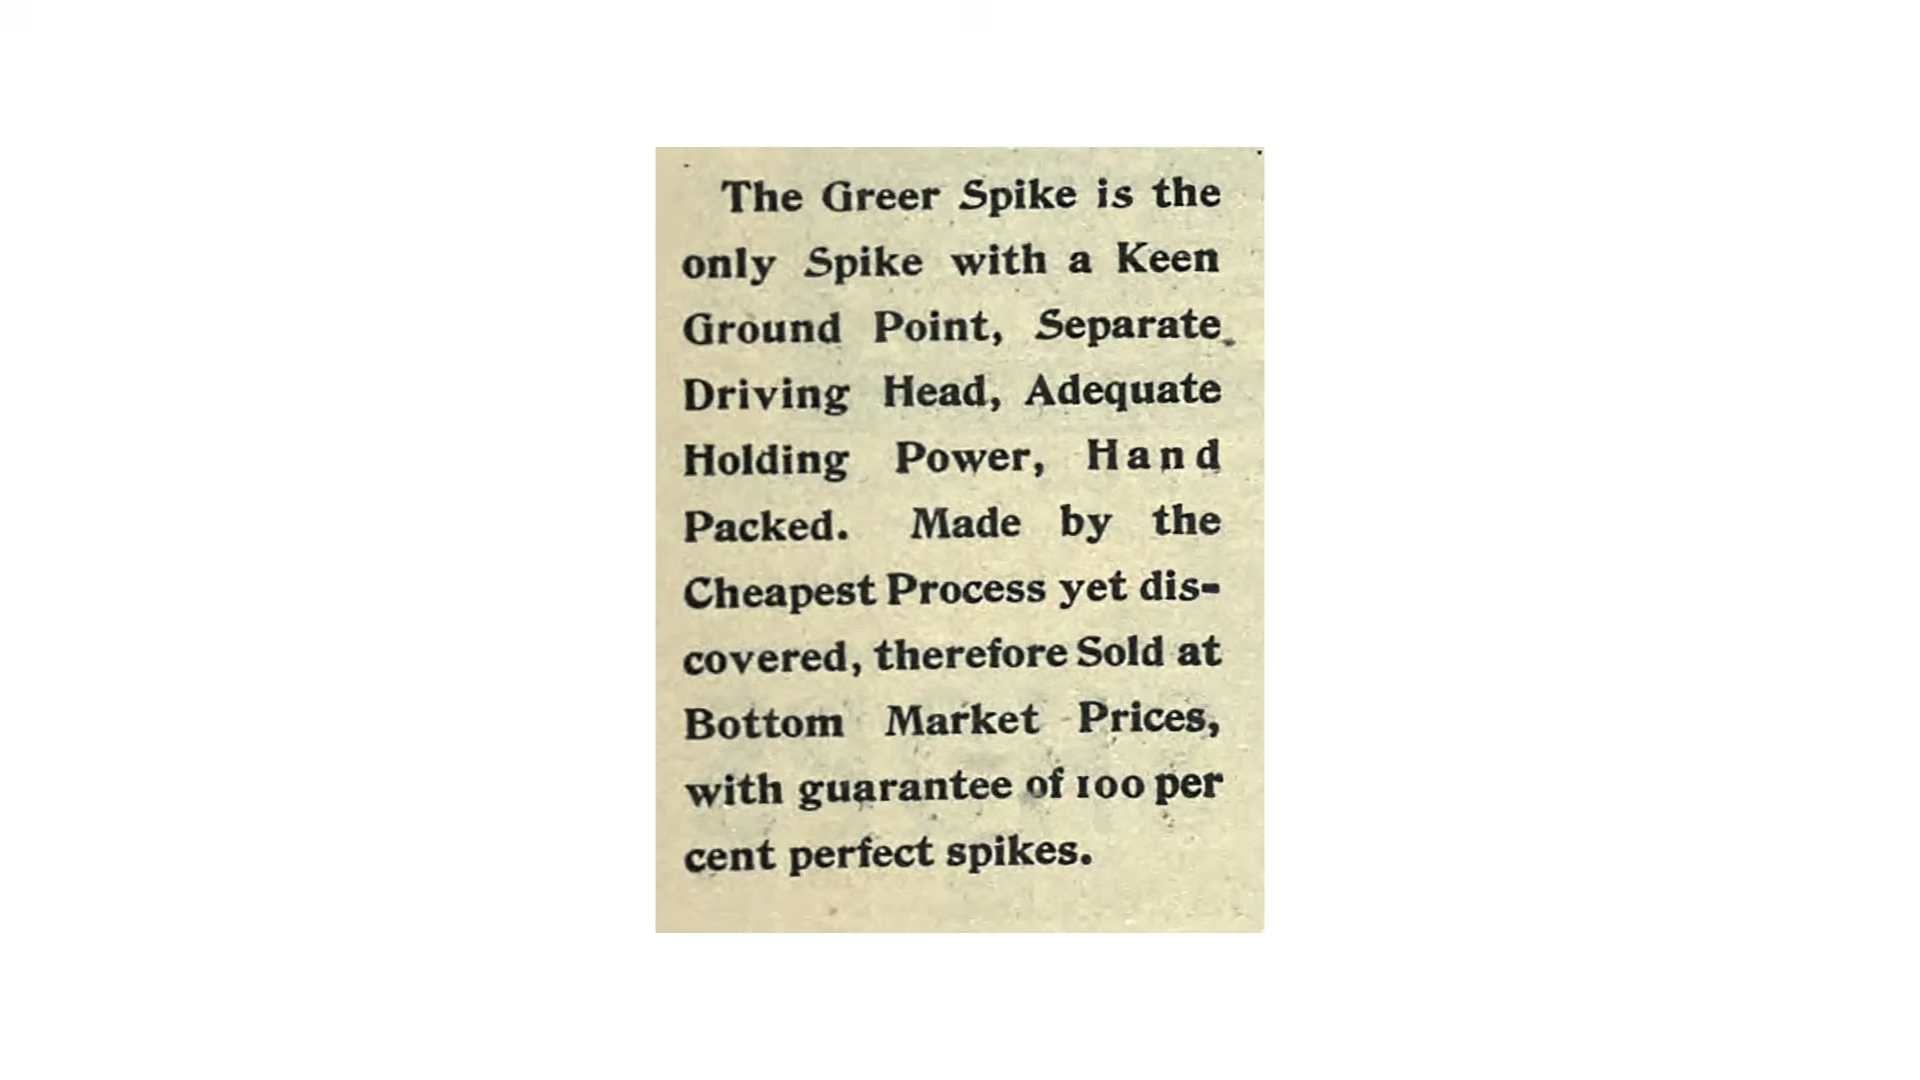 The Greer Spike is the
only Spike with a Keen
Ground Point, Separate
Driving Head, Adequate
Holding Power, Hand
Packed. Made by the
Cheapest Process yet dis-
covered, therefore Sold at
Bottom Market Prices,
with guarantee of 100 per
cent perfect spikes.